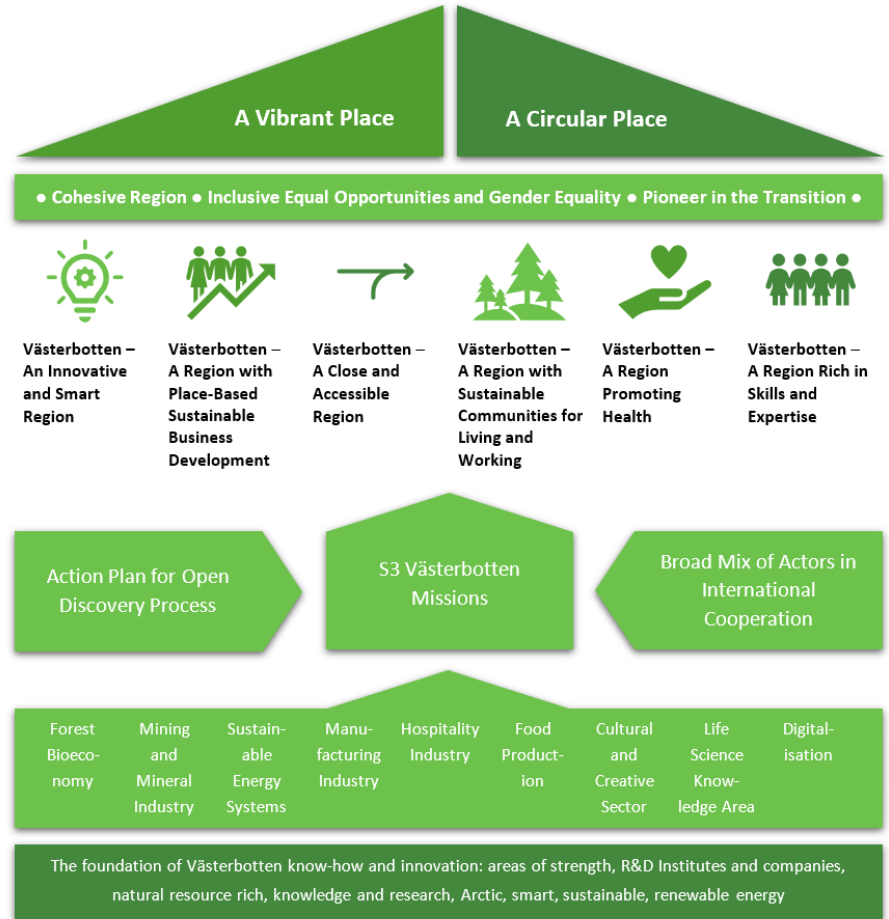 A Vibrant Place
A Circular Place
● Cohesive Region ● Inclusive Equal Opportunities and Gender Equality ● Pioneer in the Transition ●
Västerbotten –
An Innovative
and Smart
Region
Västerbotten –
A Region with
Place-Based
Sustainable
Business
Development
Västerbotten –
A Close and
Accessible
Region
Västerbotten –
A Region with
Sustainable
Communities for
Living and
Working
Västerbotten –
A Region
Promoting
Health
Västerbotten –
A Region Rich in
Skills and
Expertise
Action Plan for Open
Discovery Process
S3 Västerbotten
Missions
Broad Mix of Actors in
International
Cooperation
Forest
Bioeco-
nomy
Mining
and
Mineral
Industry
Sustain-
able
Energy
Systems
Manu-
facturing
Industry
Hospitality
Industry
Food
Product-
ion
Cultural
and
Creative
Sector
Life
Science
Know-
ledge Area
Digital-
isation
The foundation of Västerbotten know-how and innovation: areas of strength, R&D Institutes and companies,
natural resource rich, knowledge and research, Arctic, smart, sustainable, renewable energy